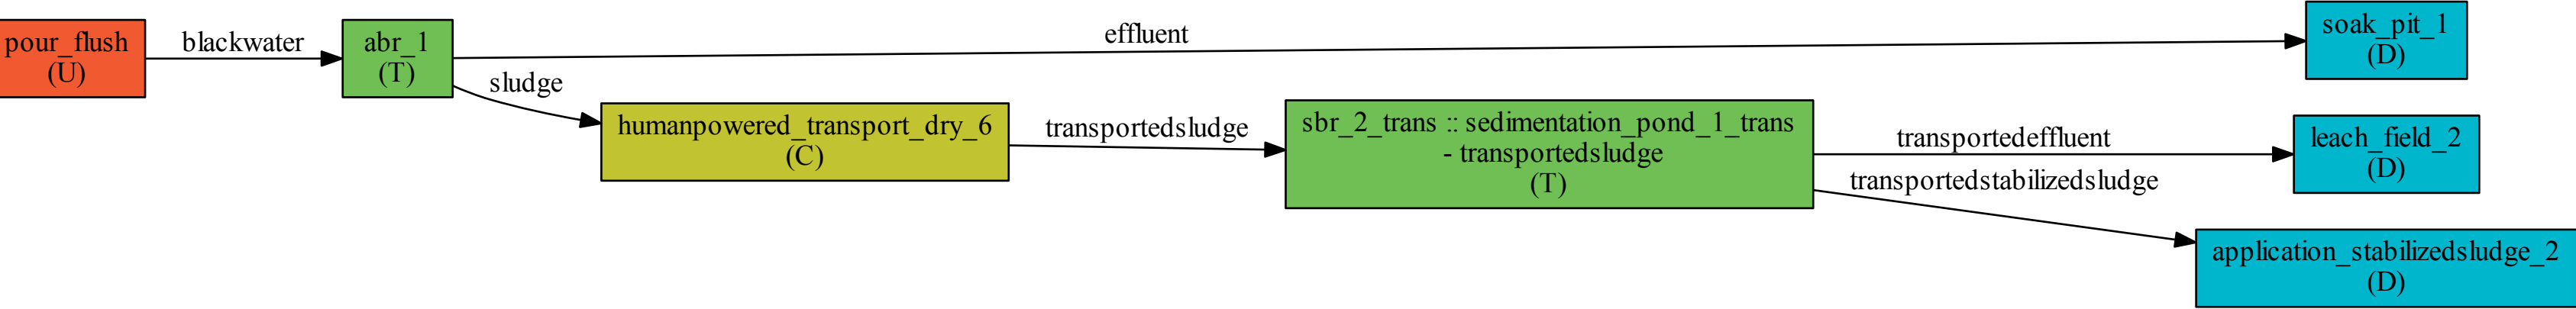 pour_flush
(U)
blackwater
abr_1
(T)
effluent
soak_pit_1
(D)
sludge
humanpowered_transport_dry_6
(C)
transportedsludge
sbr_2_trans :: sedimentation_pond_1_trans
- transportedsludge
(T)
transportedeffluent
leach_field_2
(D)
transportedstabilizedsludge
application_stabilizedsludge_2
(D)